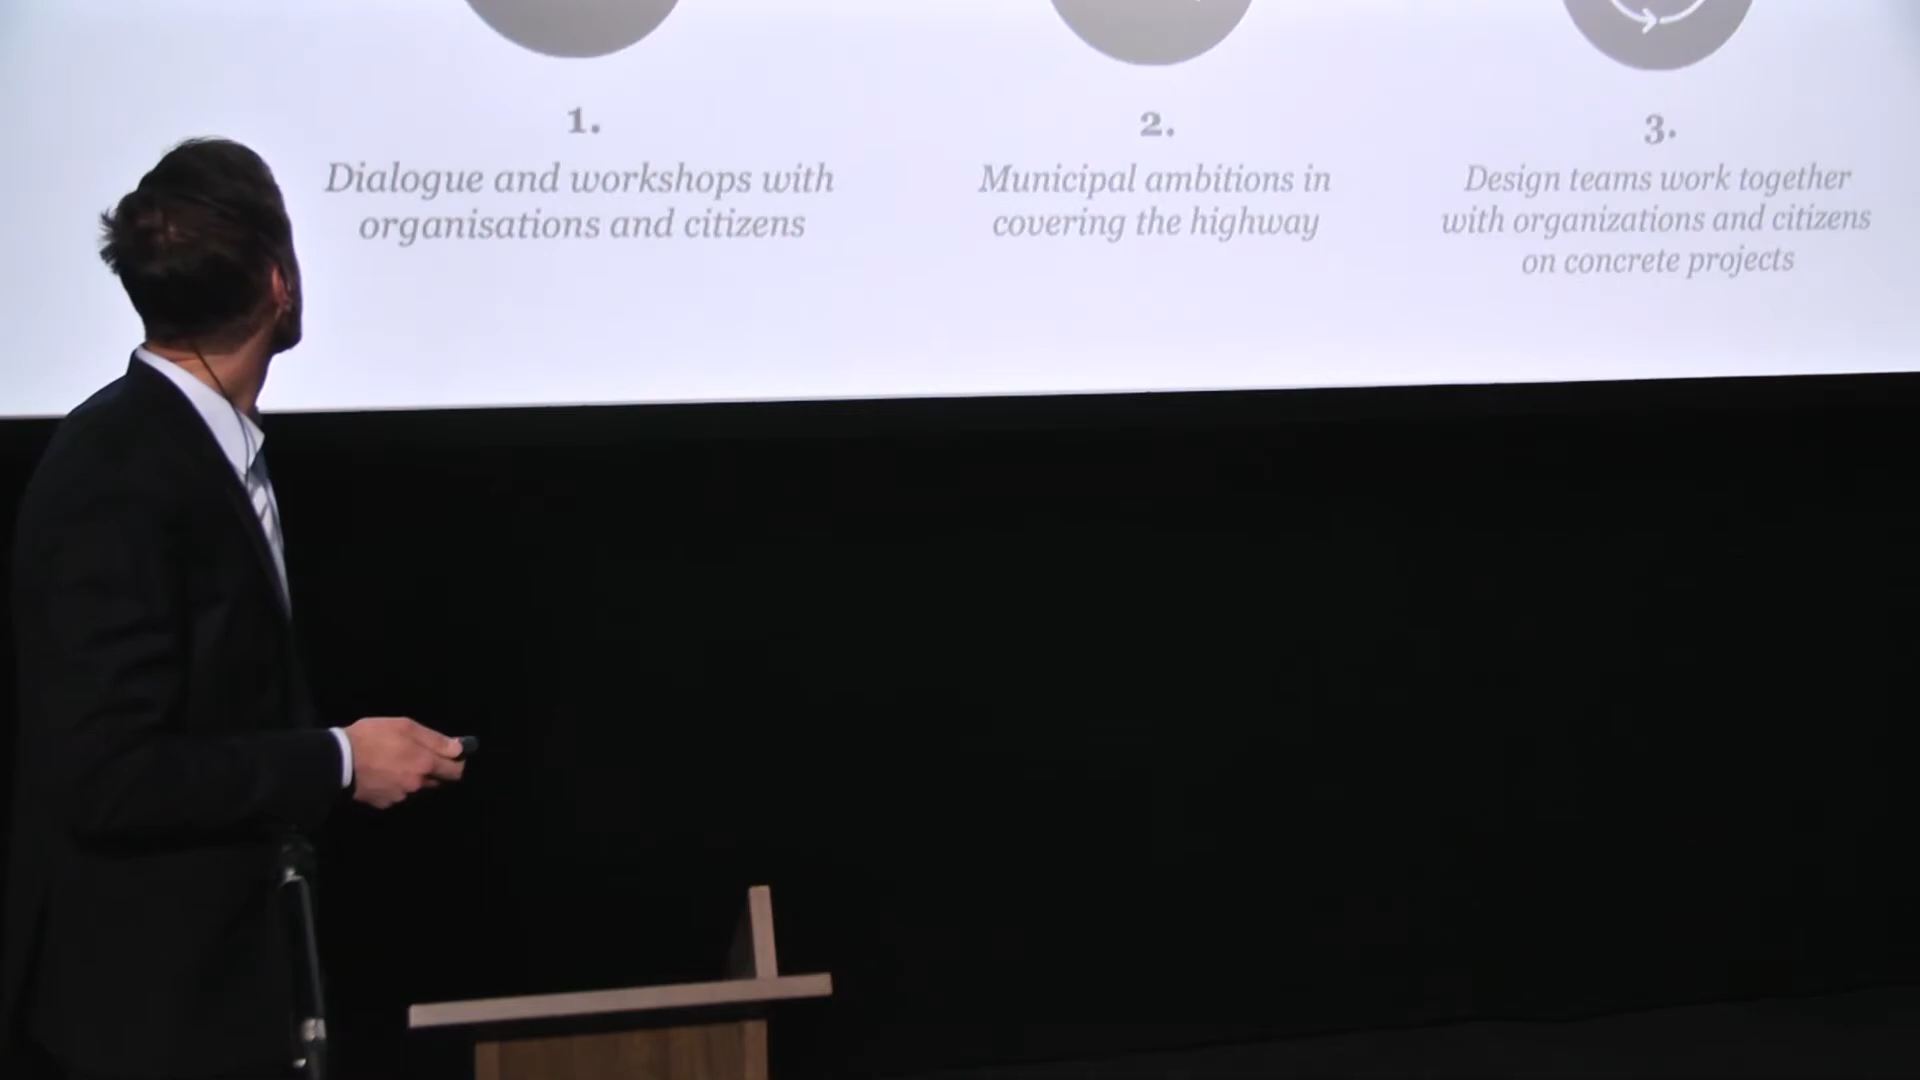 1.
Dialogue and workshops with
organisations and citizens
2.
Municipal ambitions in
covering the highway
3.
Design teams work together
with organizations and citizens
on concrete projects